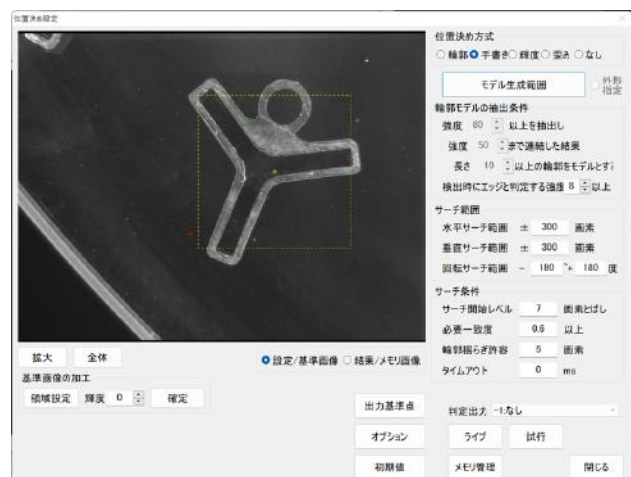 位置決め設定
位置決め方式
輪郭 手書き 輝度 歪み なし
モデル生成範囲
外形指定
輪郭モデルの抽出条件
強度 80 以上を抽出し
強度 50 まで連結した結果
長さ 10 以上の輪郭をモデルとす
検出時にエッジと判定する強度 8 以上
サーチ範囲
水平サーチ範囲 ± 300 画素
垂直サーチ範囲 ± 300 画素
回転サーチ範囲 - 180 ~+ 180 度
サーチ条件
サーチ開始レベル 7 画素とばし
必要一致度 0.6 以上
輪郭揺らぎ許容 5 画素
タイムアウト 0 ms
拡大 全体
設定/基準画像 結果/メモリ画像
基準画像の加工
領域設定 輝度 0 確定
出力基準点 判定出力 -1:なし
オプション ライブ 試行
初期値 メモリ管理 閉じる